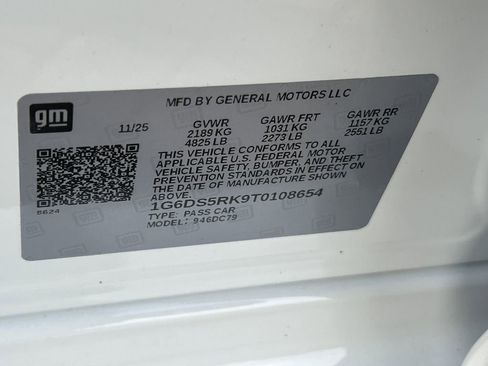 gm
MFD BY GENERAL MOTORS LLC
11/25 GVWR GAWR FRT GAWR RR
2189 KG 1031 KG 1157 KG
4825 LB 2273 LB 2551 LB
THIS VEHICLE CONFORMS TO ALL
APPLICABLE U.S. FEDERAL MOTOR
VEHICLE SAFETY, BUMPER, AND THEFT
PREVENTION STANDARDS IN EFFECT ON
THE DATE OF MANUFACTURE SHOWN
ABOVE.
8624
1G6DS5RK9T0108654
TYPE: PASS CAR
MODEL: 946DC79